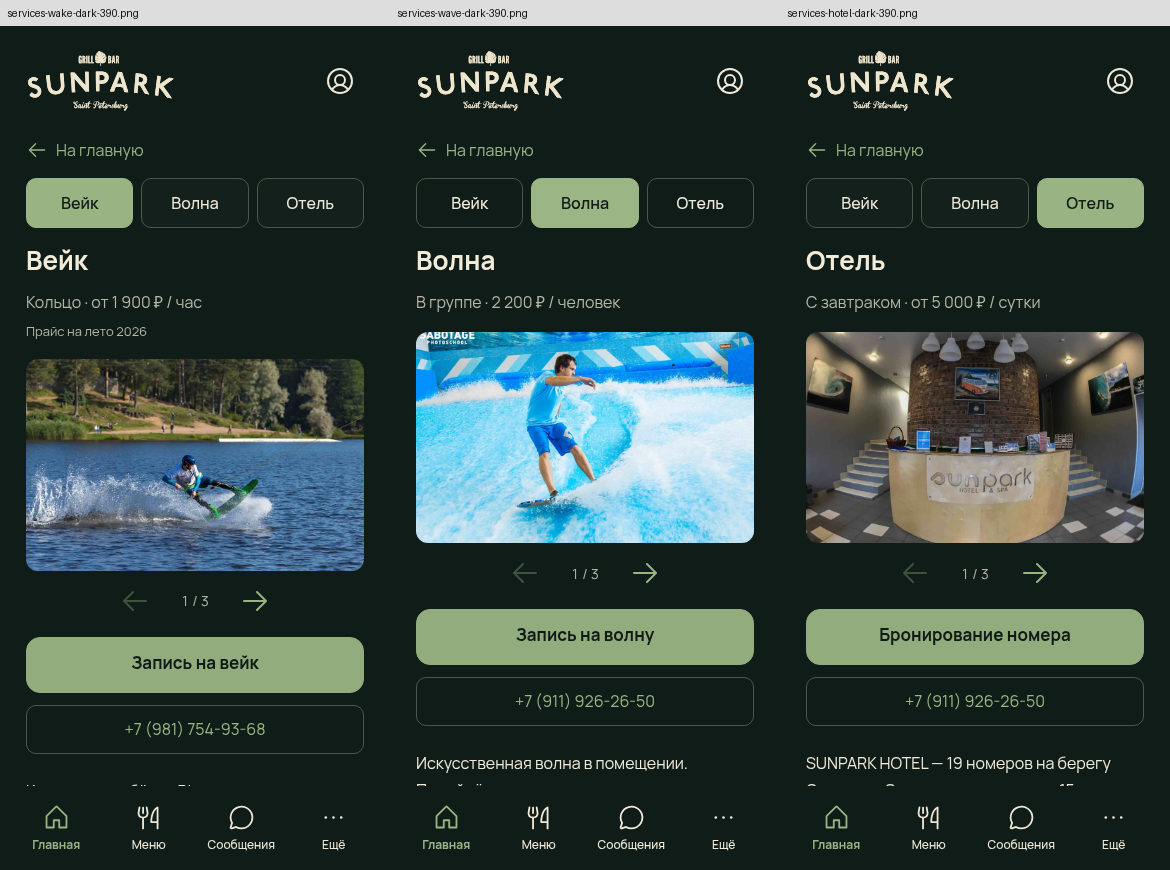 services-wake-dark-390.png
GRILL BAR
SUNPARK
Saint Petersburg
На главную
Вейк Волна Отель
Вейк
Кольцо · от 1 900 ₽ / час
Прайс на лето 2026
1 / 3
Запись на вейк
+7 (981) 754-93-68
Главная Меню Сообщения Ещё
services-wave-dark-390.png
GRILL BAR
SUNPARK
Saint Petersburg
На главную
Вейк Волна Отель
Волна
В группе · 2 200 ₽ / человек
SABOTAGE
PHOTOSCHOOL
1 / 3
Запись на волну
+7 (911) 926-26-50
Искусственная волна в помещении.
Главная Меню Сообщения Ещё
services-hotel-dark-390.png
GRILL BAR
SUNPARK
Saint Petersburg
На главную
Вейк Волна Отель
Отель
С завтраком · от 5 000 ₽ / сутки
sunpark
HOTEL & SPA
1 / 3
Бронирование номера
+7 (911) 926-26-50
SUNPARK HOTEL — 19 номеров на берегу
Главная Меню Сообщения Ещё